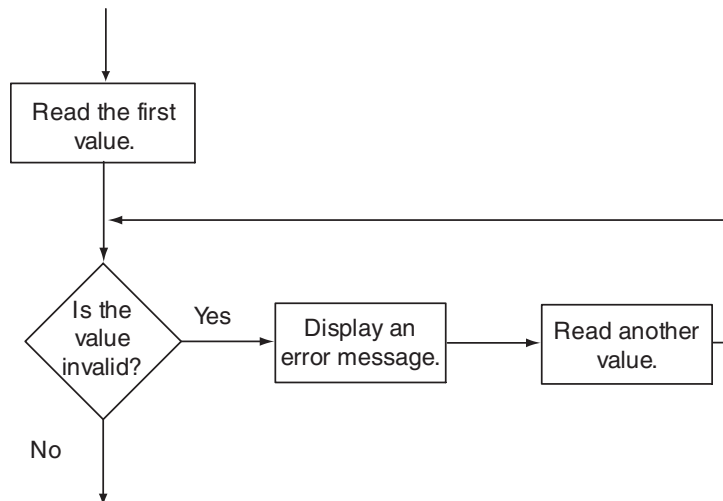 Read the first
value.
Is the
value
invalid?
Yes
Display an
error message.
Read another
value.
No